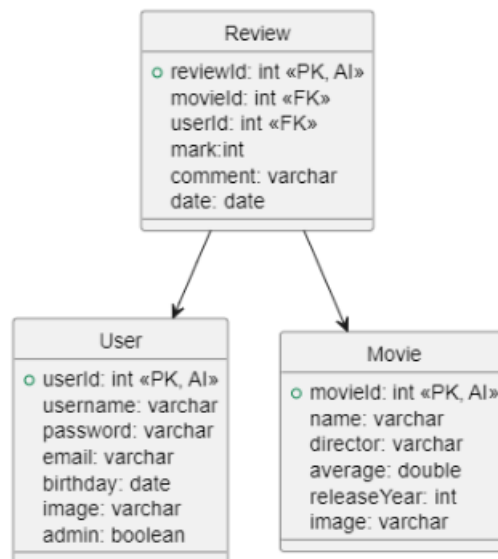 Review
reviewId: int «PK, AI»
movieId: int «FK»
userId: int «FK»
mark:int
comment: varchar
date: date
User
userId: int «PK, AI»
username: varchar
password: varchar
email: varchar
birthday: date
image: varchar
admin: boolean
Movie
movieId: int «PK, AI»
name: varchar
director: varchar
average: double
releaseYear: int
image: varchar